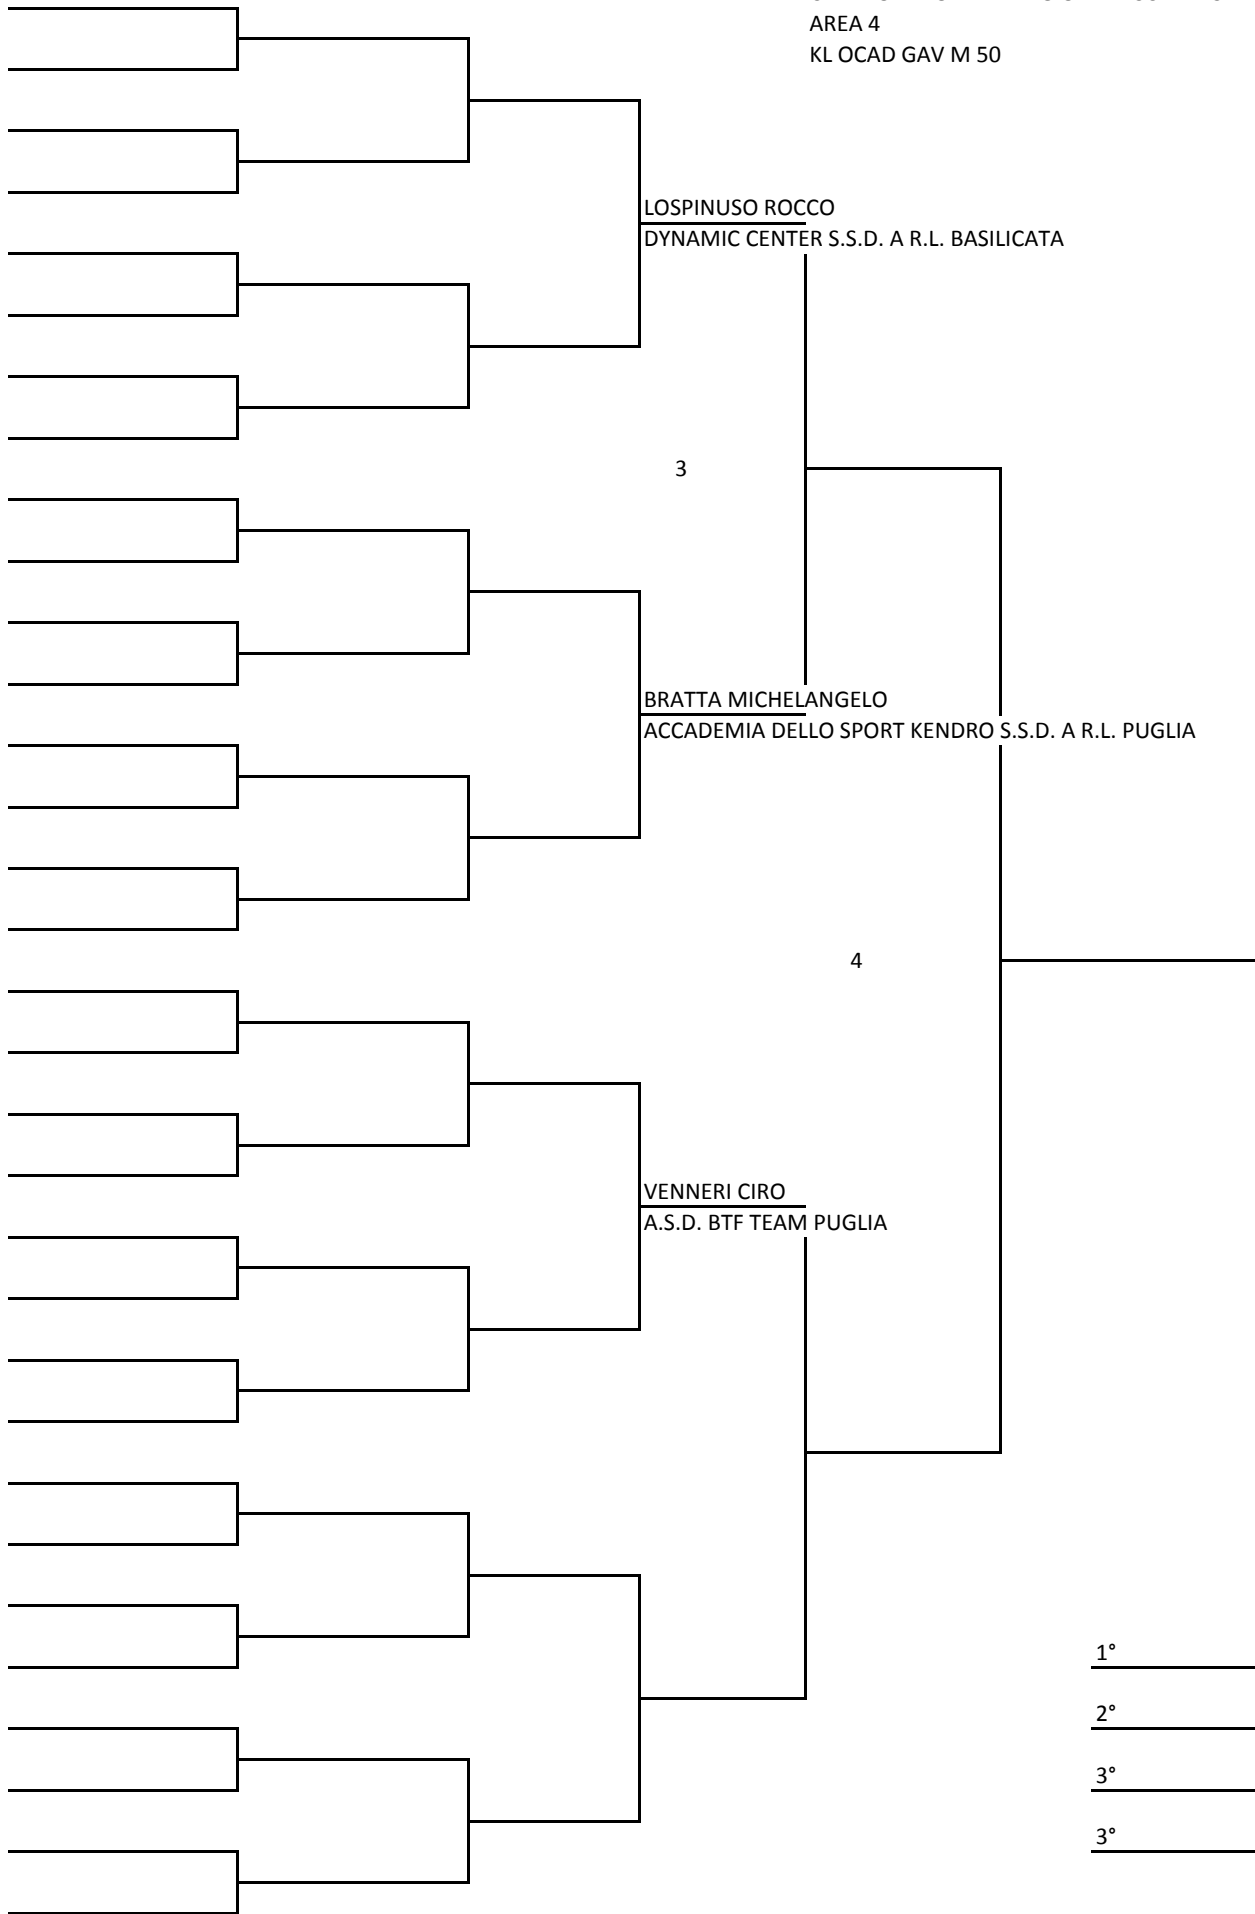 AREA 4
KL OCAD GAV M 50
LOSPINUSO ROCCO
DYNAMIC CENTER S.S.D. A R.L. BASILICATA
3
BRATTA MICHELANGELO
ACCADEMIA DELLO SPORT KENDRO S.S.D. A R.L. PUGLIA
4
VENNERI CIRO
A.S.D. BTF TEAM PUGLIA
1°
2°
3°
3°